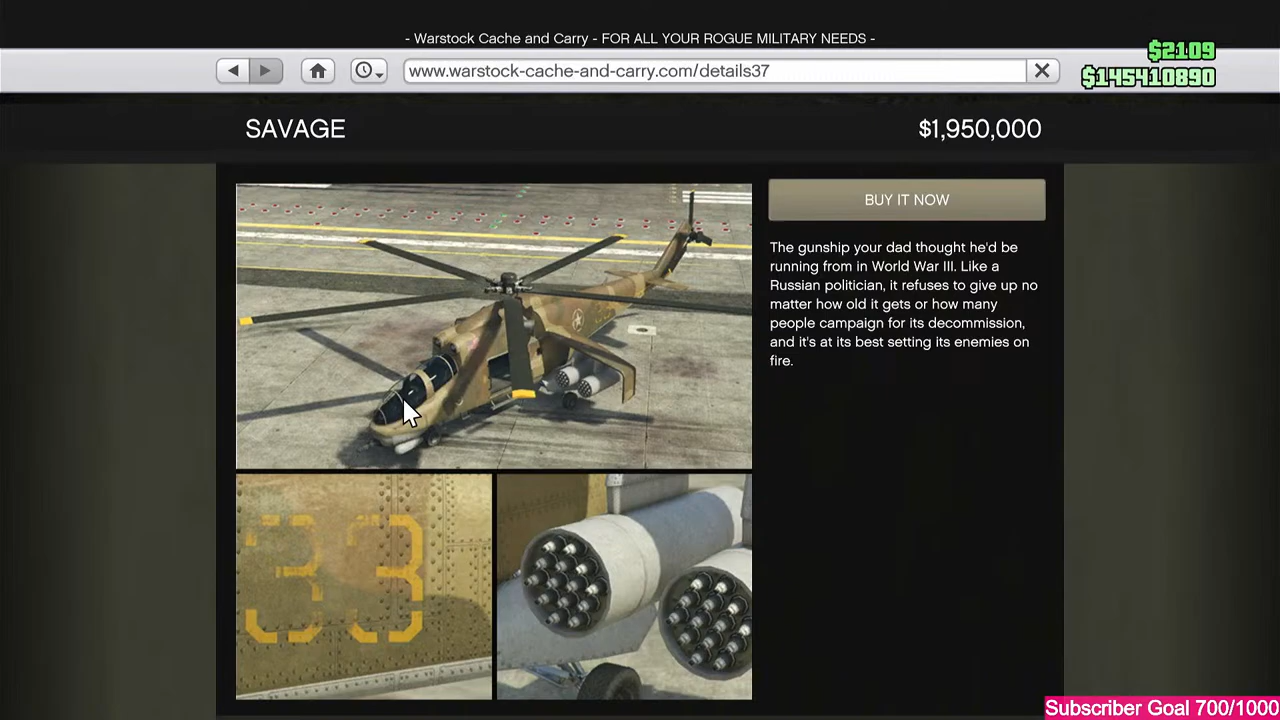 - Warstock Cache and Carry - FOR ALL YOUR ROGUE MILITARY NEEDS -
$2109
www.warstock-cache-and-carry.com/details37
$145410890
SAVAGE
$1,950,000
BUY IT NOW
The gunship your dad thought he'd be
running from in World War III. Like a
Russian politician, it refuses to give up no
matter how old it gets or how many
people campaign for its decommission,
and it's at its best setting its enemies on
fire.
33
Subscriber Goal 700/1000